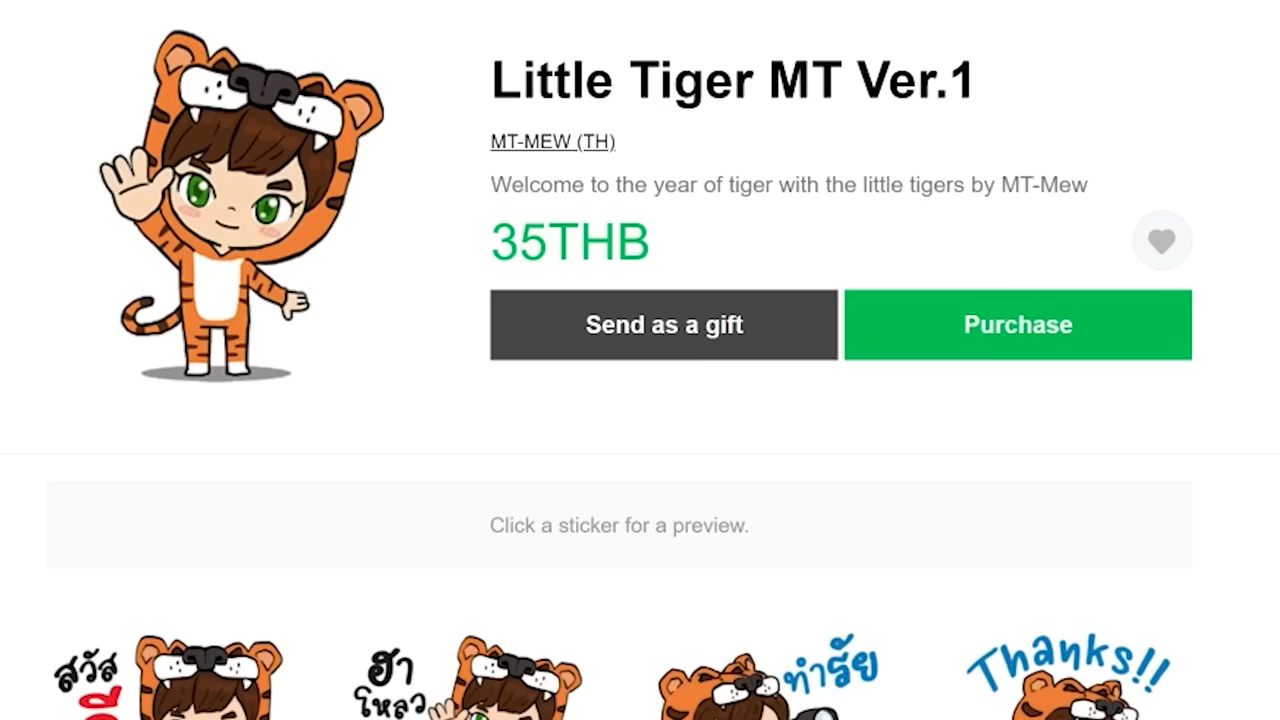 Little Tiger MT Ver.1
MT-MEW (TH)
Welcome to the year of tiger with the little tigers by MT-Mew
35THB
Send as a gift
Purchase
Click a sticker for a preview.
สวัส
ฮา
โหลว
ทำรัย
Thanks!!